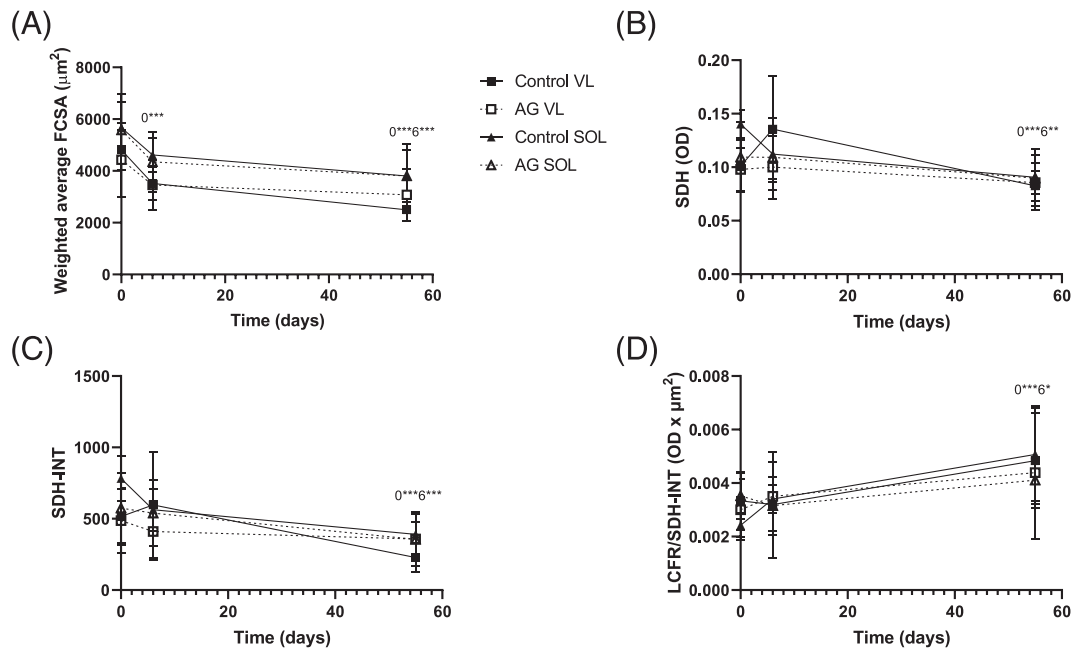 (A)
Weighted average FCSA (μm²)
8000
6000
4000
2000
0
0***
0***6***
0 20 40 60
Time (days)
Control VL
AG VL
Control SOL
AG SOL
(B)
SDH (OD)
0.20
0.15
0.10
0.05
0.00
0***6**
0 20 40 60
Time (days)
(C)
SDH-INT
1500
1000
500
0
0***6***
0 20 40 60
Time (days)
(D)
LCFR/SDH-INT (OD x μm²)
0.008
0.006
0.004
0.002
0.000
0***6*
0 20 40 60
Time (days)